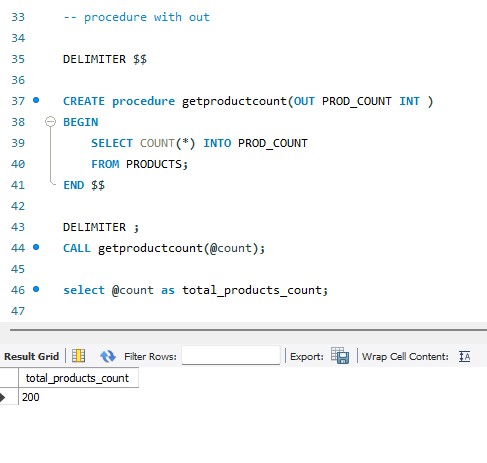 33 -- procedure with out
34
35 DELIMITER $$
36
37 CREATE procedure getproductcount(OUT PROD_COUNT INT )
38 BEGIN
39 SELECT COUNT(*) INTO PROD_COUNT
40 FROM PRODUCTS;
41 END $$
42
43 DELIMITER ;
44 CALL getproductcount(@count);
45
46 select @count as total_products_count;
47
Result Grid Filter Rows: Export: Wrap Cell Content:
total_products_count
200